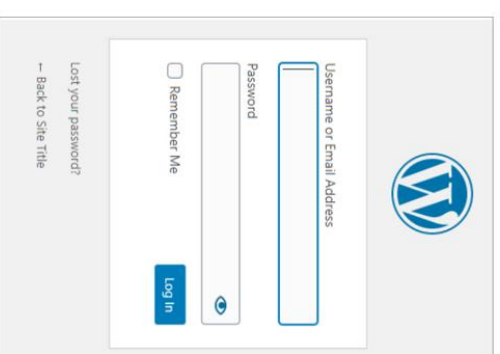 Username or Email Address
Password
Remember Me
Log In
Lost your password?
← Back to Site Title